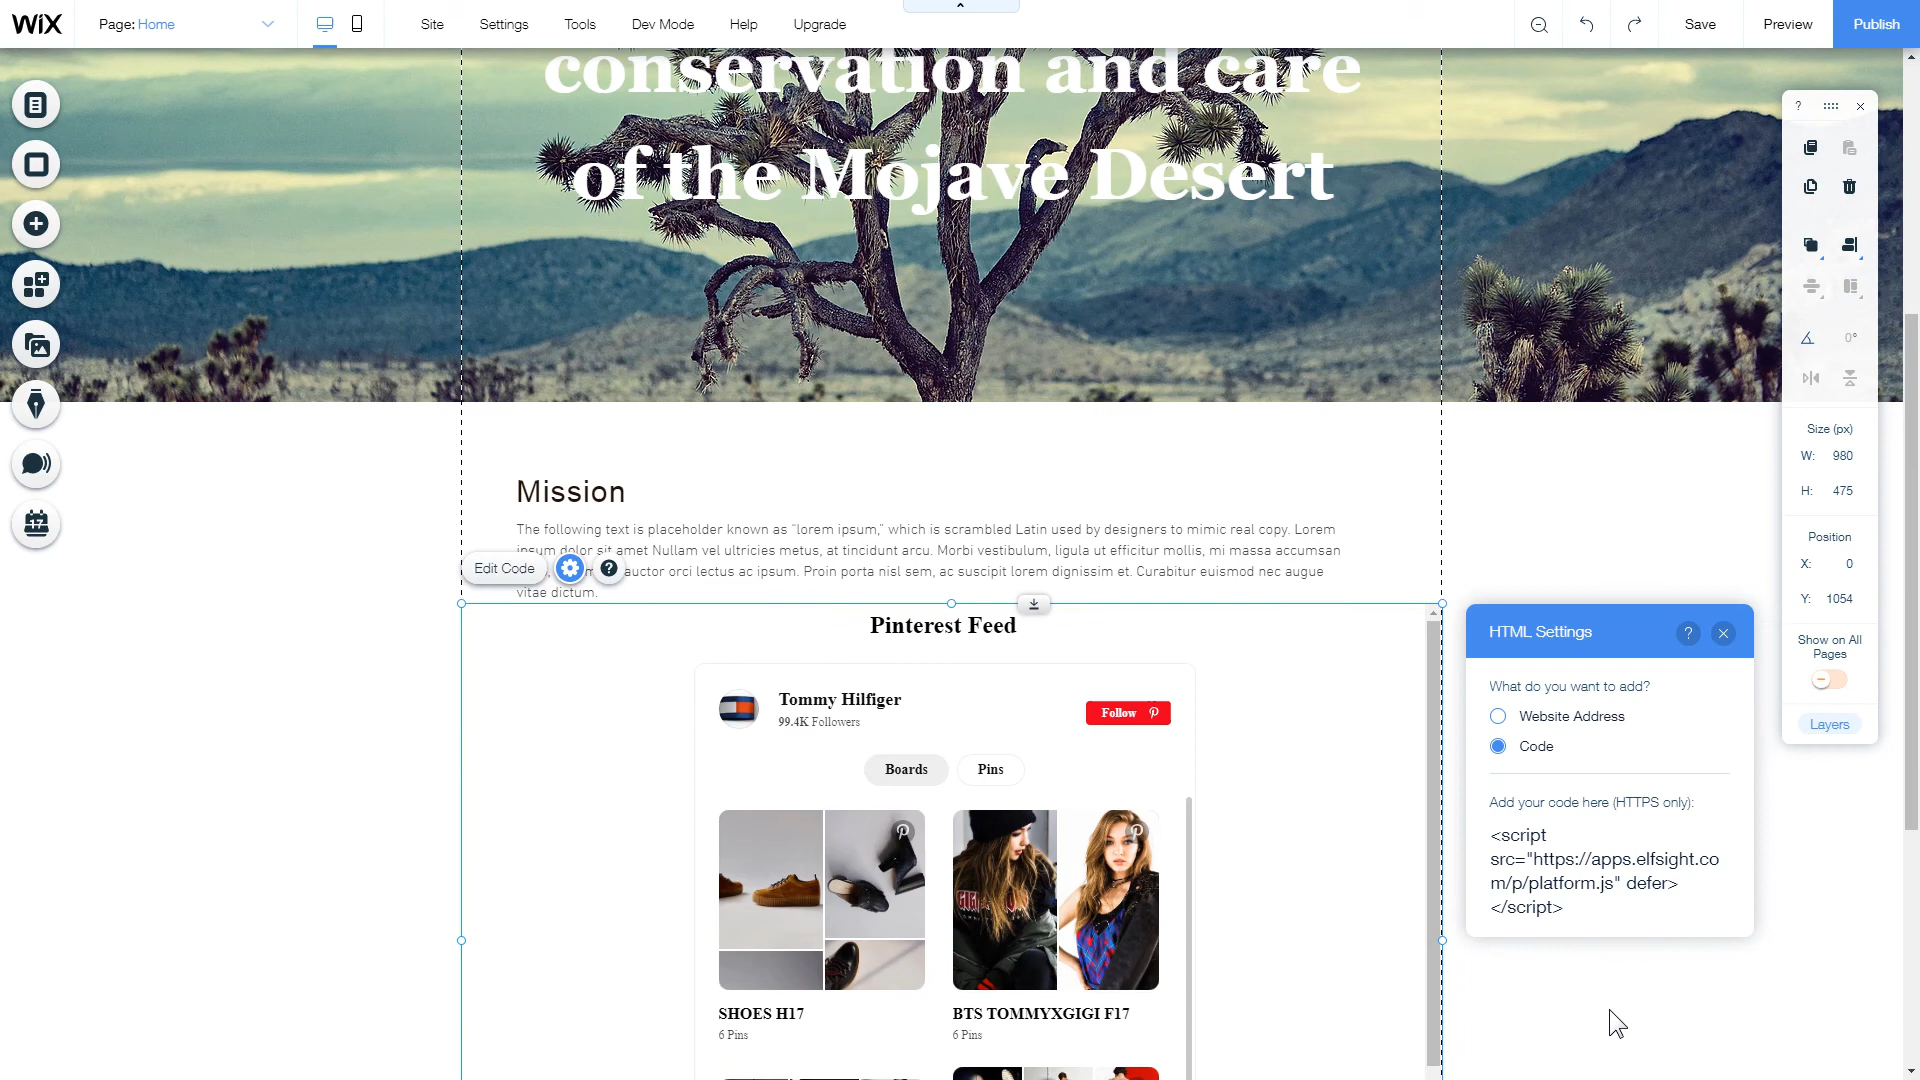 WiX
Page: Home
Site
Settings
Tools
Dev Mode
Help
Upgrade
Save
Preview
Publish
conservation and care
of the Mojave Desert
?
0°
Size (px)
W: 980
H: 475
Position
X: 0
Y: 1054
Show on All
Pages
Layers
17
Mission
The following text is placeholder known as "lorem ipsum," which is scrambled Latin used by designers to mimic real copy. Lorem
ipsum dolor sit amet Nullam vel ultricies metus, at tincidunt arcu. Morbi vestibulum, ligula ut efficitur mollis, mi massa accumsan
auctor orci lectus ac ipsum. Proin porta nisl sem, ac suscipit lorem dignissim et. Curabitur euismod nec augue
vitae dictum.
Edit Code
?
Pinterest Feed
Tommy Hilfiger
99.4K Followers
Follow
Boards
Pins
SHOES H17
6 Pins
BTS TOMMYXGIGI F17
6 Pins
HTML Settings
?
What do you want to add?
Website Address
Code
Add your code here (HTTPS only):
<script
src="https://apps.elfsight.co
m/p/platform.js" defer>
</script>